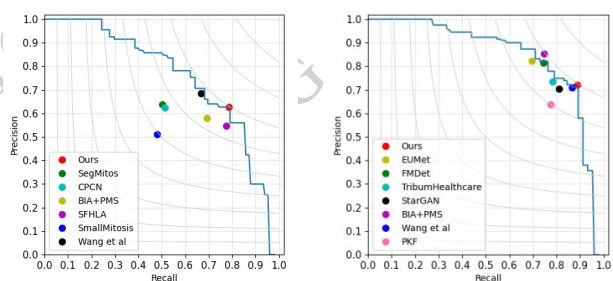 1.0
0.9
0.8
0.7
0.6
0.5
0.4
0.3
0.2
0.1
0.0
Precision
0.0 0.1 0.2 0.3 0.4 0.5 0.6 0.7 0.8 0.9 1.0
Recall
Ours
SegMitos
CPCN
BIA+PMS
SFHLA
SmallMitosis
Wang et al
1.0
0.9
0.8
0.7
0.6
0.5
0.4
0.3
0.2
0.1
0.0
Precision
0.0 0.1 0.2 0.3 0.4 0.5 0.6 0.7 0.8 0.9 1.0
Recall
Ours
EUMet
FMDet
TribumHealthcare
StarGAN
BIA+PMS
Wang et al
PKF